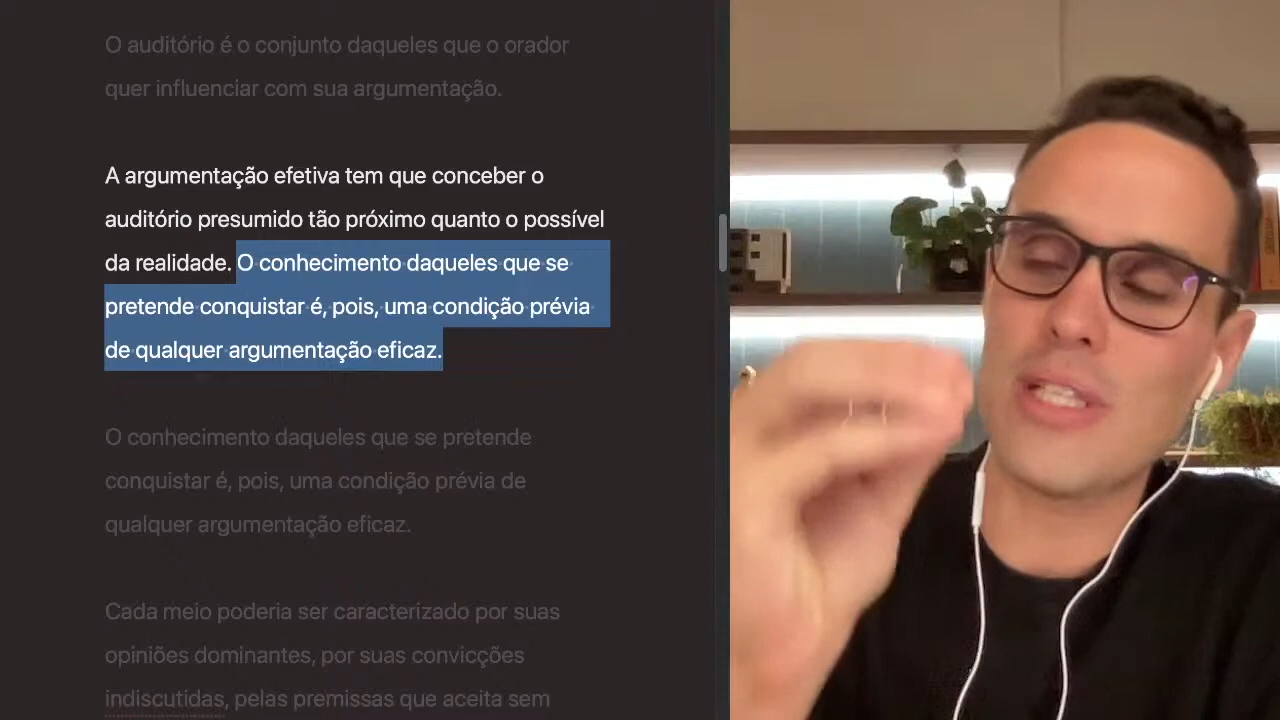 O auditório é o conjunto daqueles que o orador
quer influenciar com sua argumentação.
A argumentação efetiva tem que conceber o
auditório presumido tão próximo quanto o possível
da realidade. O conhecimento daqueles que se
pretende conquistar é, pois, uma condição prévia
de qualquer argumentação eficaz.
O conhecimento daqueles que se pretende
conquistar é, pois, uma condição prévia de
qualquer argumentação eficaz.
Cada meio poderia ser caracterizado por suas
opiniões dominantes, por suas convicções
indiscutidas, pelas premissas que aceita sem